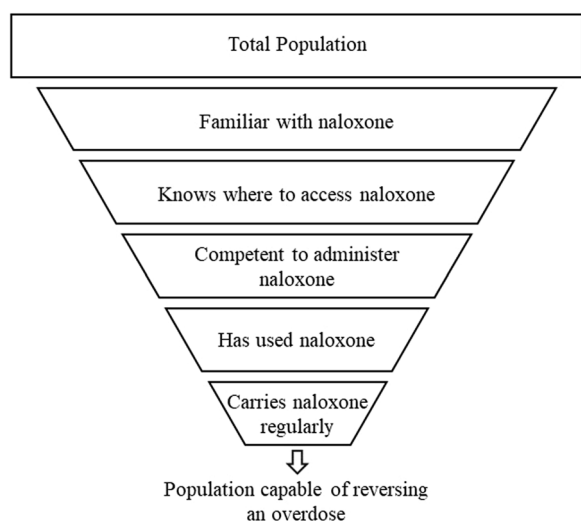 Total Population
Familiar with naloxone
Knows where to access naloxone
Competent to administer
naloxone
Has used naloxone
Carries naloxone
regularly
Population capable of reversing
an overdose